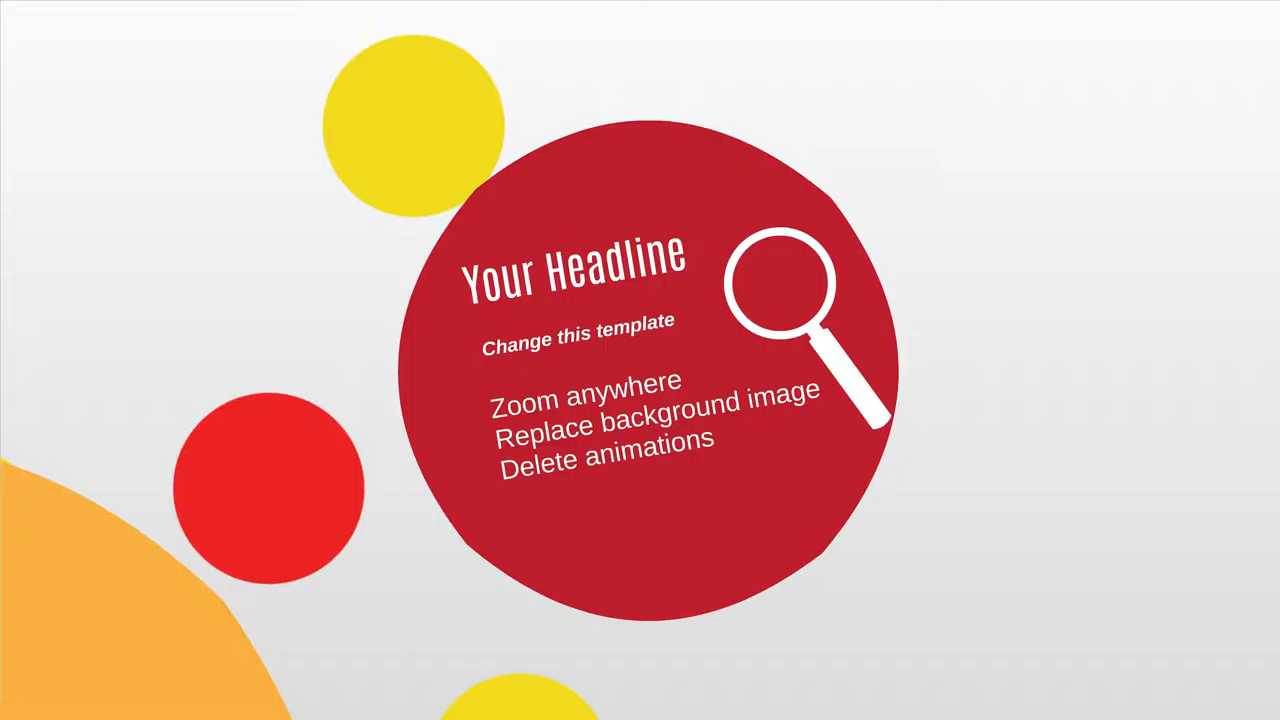 Your Headline
Change this template
Zoom anywhere
Replace background image
Delete animations